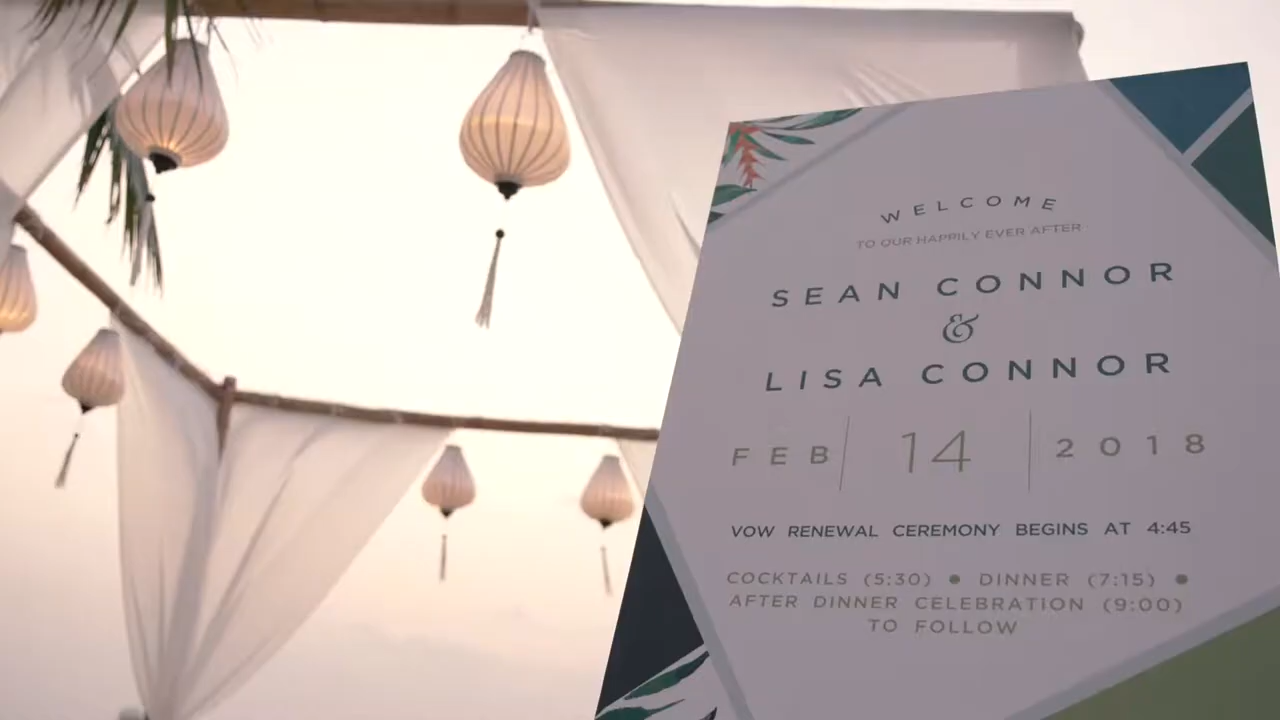 WELCOME
TO OUR HAPPILY EVER AFTER
SEAN CONNOR
&
LISA CONNOR
FEB 14 2018
VOW RENEWAL CEREMONY BEGINS AT 4:45
COCKTAILS (5:30) • DINNER (7:15) •
AFTER DINNER CELEBRATION (9:00)
TO FOLLOW